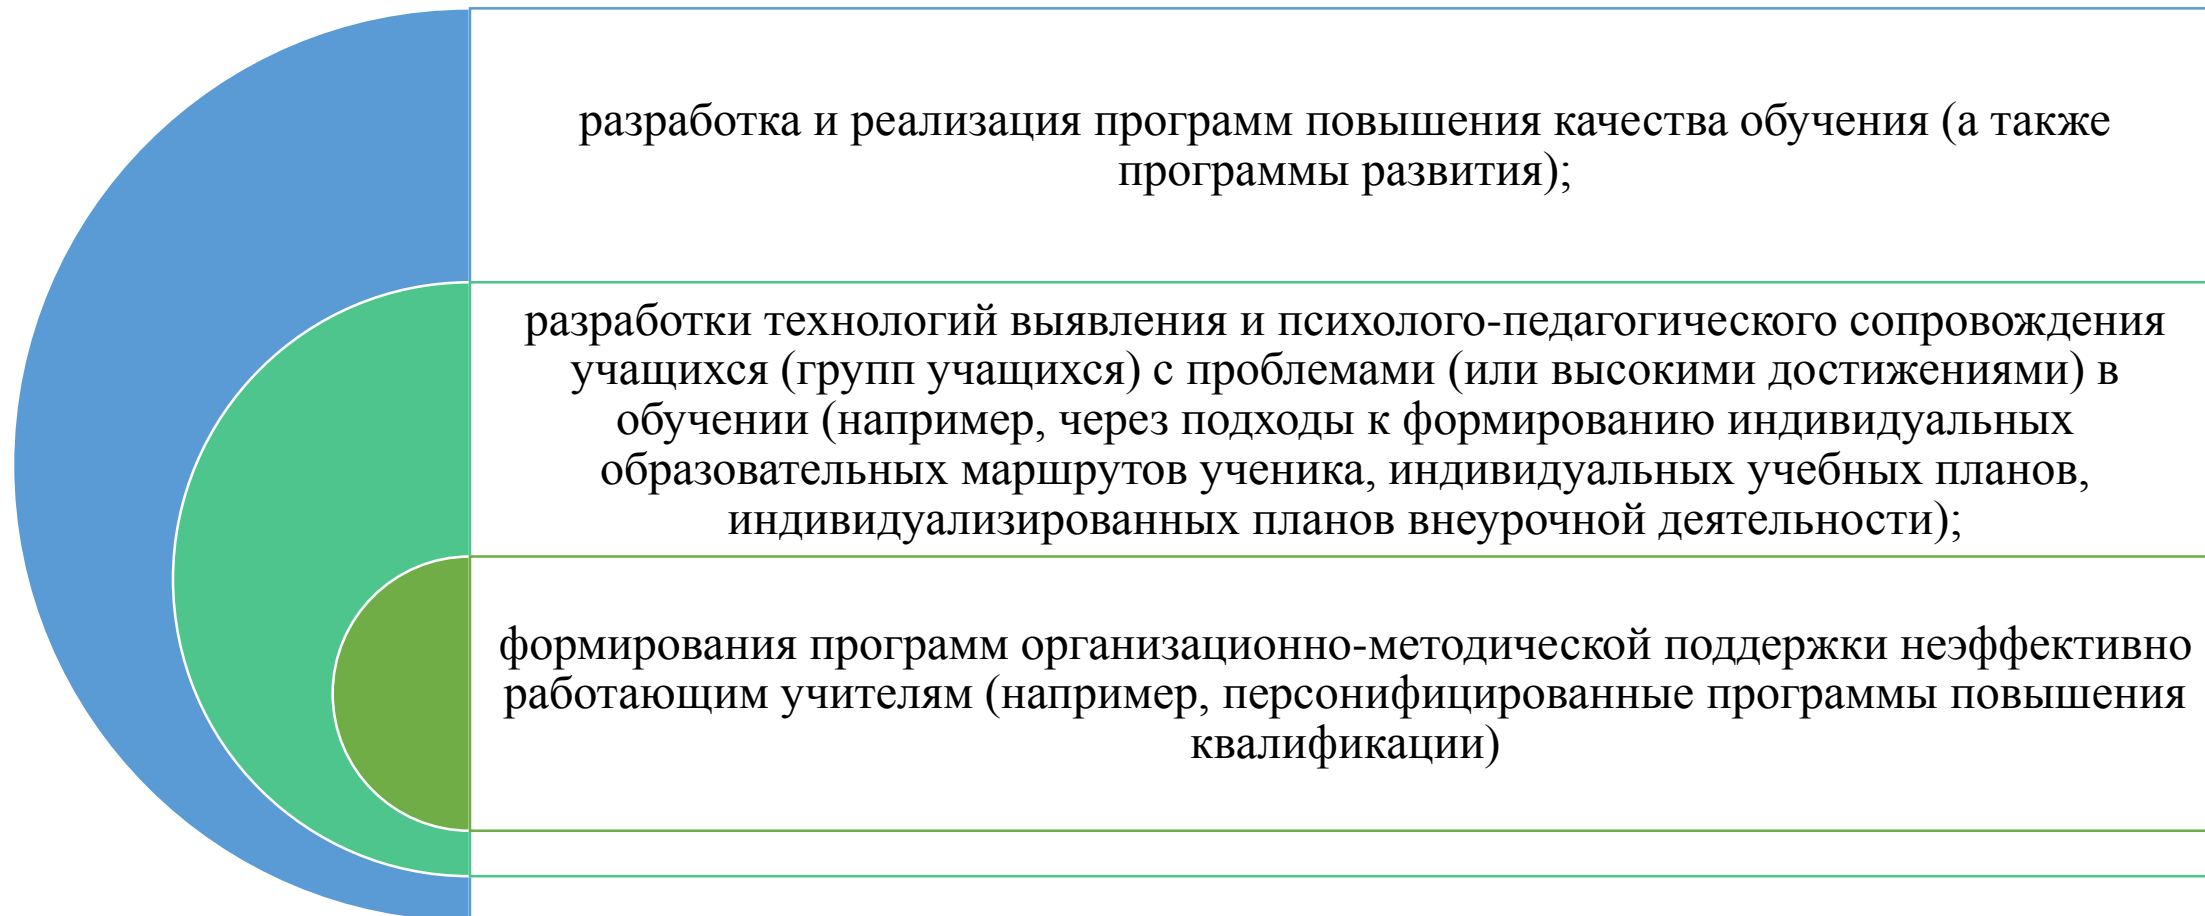 разработка и реализация программ повышения качества обучения (а также
программы развития);
разработки технологий выявления и психолого-педагогического сопровождения
учащихся (групп учащихся) с проблемами (или высокими достижениями) в
обучении (например, через подходы к формированию индивидуальных
образовательных маршрутов ученика, индивидуальных учебных планов,
индивидуализированных планов внеурочной деятельности);
формирования программ организационно-методической поддержки неэффективно
работающим учителям (например, персонифицированные программы повышения
квалификации)